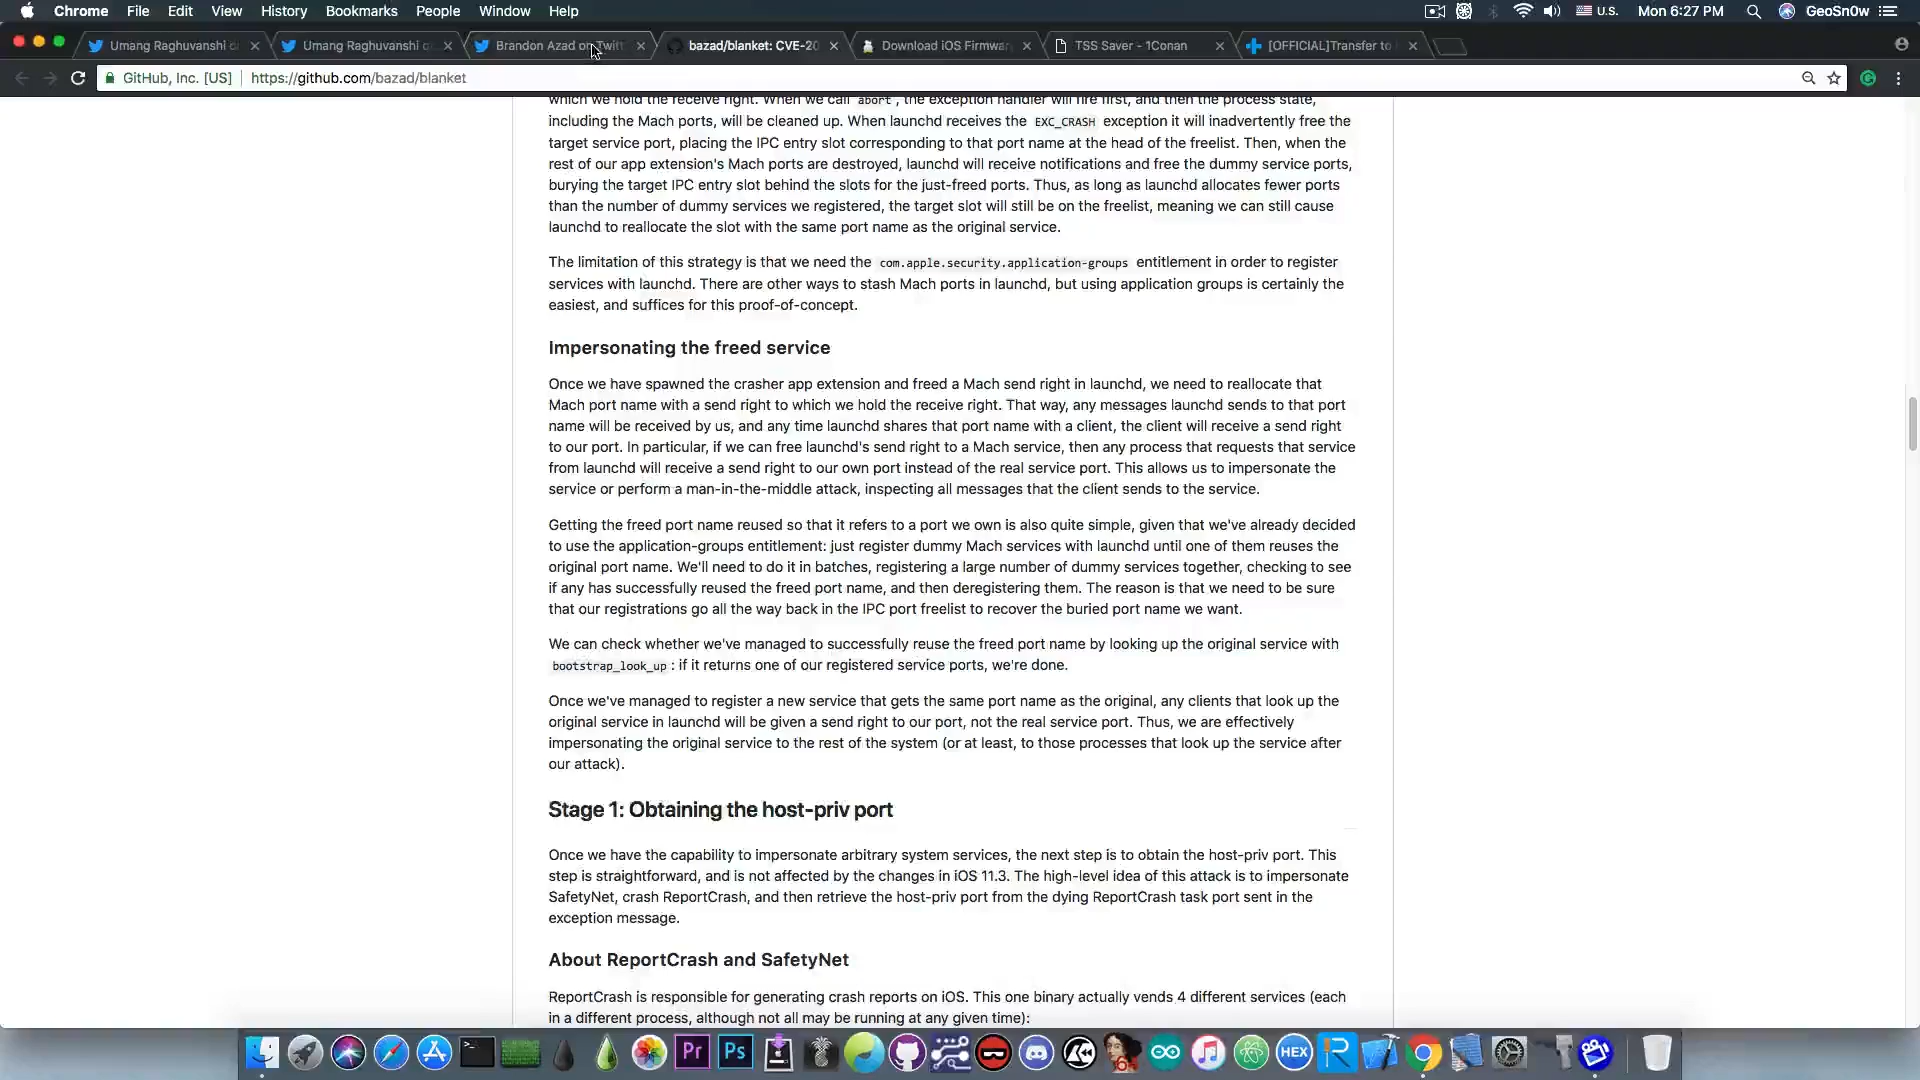 Chrome File Edit View History Bookmarks People Window Help U.S. Mon 6:27 PM GeoSn0w
Umang Raghuvanshi o Umang Raghuvanshi o Brandon Azad on Twitt bazad/blanket: CVE-20 Download iOS Firmwar TSS Saver - 1Conan [OFFICIAL]Transfer to
GitHub, Inc. [US] https://github.com/bazad/blanket
which we hold the receive right. When we call abort , the exception handler will fire first, and then the process state,
including the Mach ports, will be cleaned up. When launchd receives the EXC_CRASH exception it will inadvertently free the
target service port, placing the IPC entry slot corresponding to that port name at the head of the freelist. Then, when the
rest of our app extension's Mach ports are destroyed, launchd will receive notifications and free the dummy service ports,
burying the target IPC entry slot behind the slots for the just-freed ports. Thus, as long as launchd allocates fewer ports
than the number of dummy services we registered, the target slot will still be on the freelist, meaning we can still cause
launchd to reallocate the slot with the same port name as the original service.
The limitation of this strategy is that we need the com.apple.security.application-groups entitlement in order to register
services with launchd. There are other ways to stash Mach ports in launchd, but using application groups is certainly the
easiest, and suffices for this proof-of-concept.
Impersonating the freed service
Once we have spawned the crasher app extension and freed a Mach send right in launchd, we need to reallocate that
Mach port name with a send right to which we hold the receive right. That way, any messages launchd sends to that port
name will be received by us, and any time launchd shares that port name with a client, the client will receive a send right
to our port. In particular, if we can free launchd's send right to a Mach service, then any process that requests that service
from launchd will receive a send right to our own port instead of the real service port. This allows us to impersonate the
service or perform a man-in-the-middle attack, inspecting all messages that the client sends to the service.
Getting the freed port name reused so that it refers to a port we own is also quite simple, given that we've already decided
to use the application-groups entitlement: just register dummy Mach services with launchd until one of them reuses the
original port name. We'll need to do it in batches, registering a large number of dummy services together, checking to see
if any has successfully reused the freed port name, and then deregistering them. The reason is that we need to be sure
that our registrations go all the way back in the IPC port freelist to recover the buried port name we want.
We can check whether we've managed to successfully reuse the freed port name by looking up the original service with
bootstrap_look_up : if it returns one of our registered service ports, we're done.
Once we've managed to register a new service that gets the same port name as the original, any clients that look up the
original service in launchd will be given a send right to our port, not the real service port. Thus, we are effectively
impersonating the original service to the rest of the system (or at least, to those processes that look up the service after
our attack).
Stage 1: Obtaining the host-priv port
Once we have the capability to impersonate arbitrary system services, the next step is to obtain the host-priv port. This
step is straightforward, and is not affected by the changes in iOS 11.3. The high-level idea of this attack is to impersonate
SafetyNet, crash ReportCrash, and then retrieve the host-priv port from the dying ReportCrash task port sent in the
exception message.
About ReportCrash and SafetyNet
ReportCrash is responsible for generating crash reports on iOS. This one binary actually vends 4 different services (each
in a different process, although not all may be running at any given time):
Pr Ps HEX